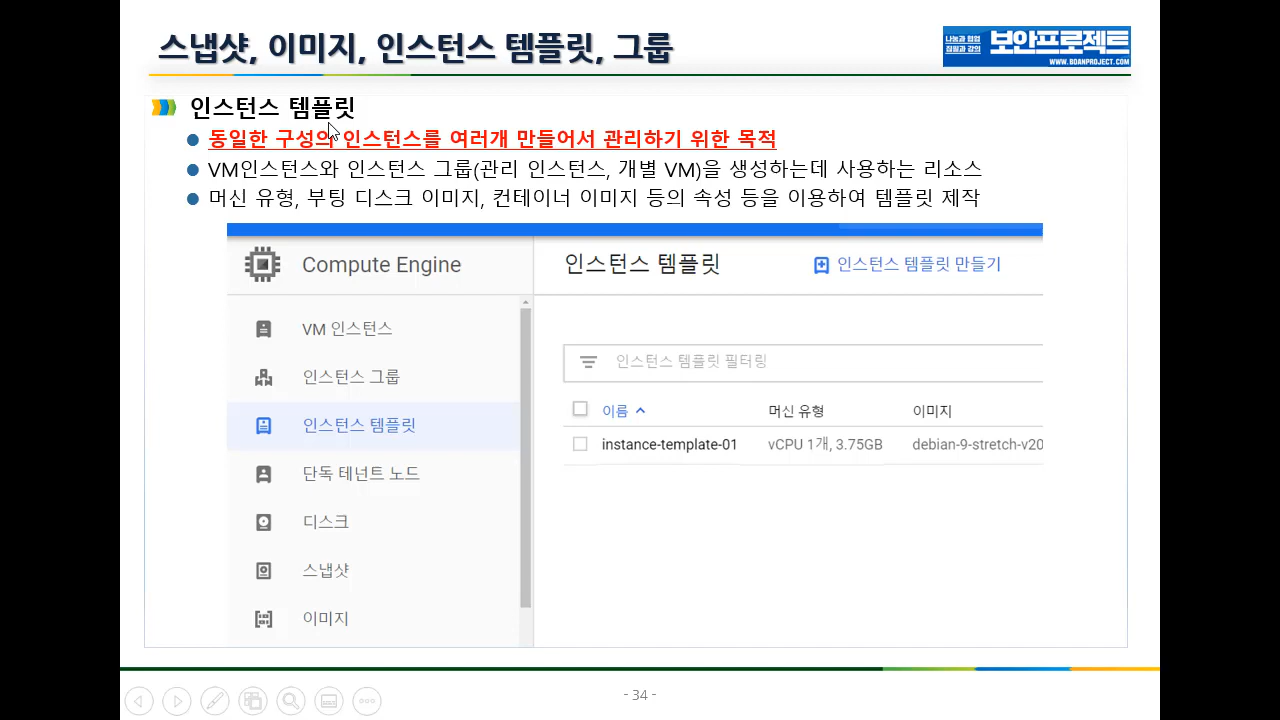 스냅샷, 이미지, 인스턴스 템플릿, 그룹
나눔과 협업
집필과 강의
보안프로젝트
WWW.BOANPROJECT.COM
인스턴스 템플릿
동일한 구성의 인스턴스를 여러개 만들어서 관리하기 위한 목적
VM인스턴스와 인스턴스 그룹(관리 인스턴스, 개별 VM)을 생성하는데 사용하는 리소스
머신 유형, 부팅 디스크 이미지, 컨테이너 이미지 등의 속성 등을 이용하여 템플릿 제작
Compute Engine
VM 인스턴스
인스턴스 그룹
인스턴스 템플릿
단독 테넌트 노드
디스크
스냅샷
이미지
인스턴스 템플릿
인스턴스 템플릿 만들기
인스턴스 템플릿 필터링
이름 머신 유형 이미지
instance-template-01 vCPU 1개, 3.75GB debian-9-stretch-v20
- 34 -